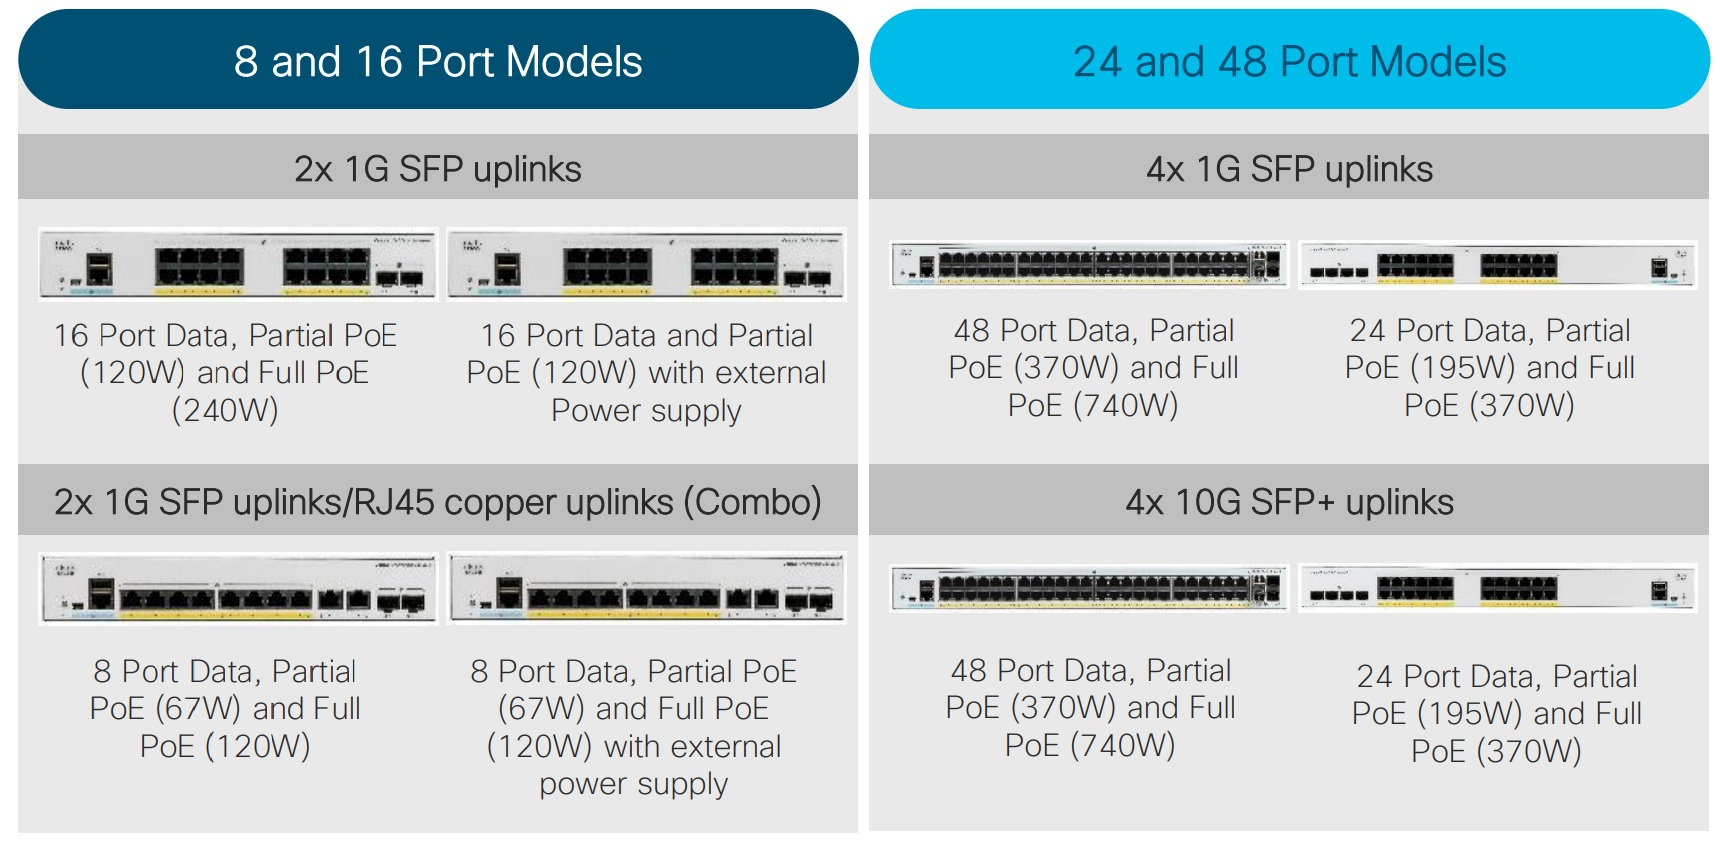 8 and 16 Port Models
2x 1G SFP uplinks
16 Port Data, Partial PoE
(120W) and Full PoE
(240W)
16 Port Data and Partial
PoE (120W) with external
Power supply
2x 1G SFP uplinks/RJ45 copper uplinks (Combo)
8 Port Data, Partial
PoE (67W) and Full
PoE (120W)
8 Port Data, Partial PoE
(67W) and Full PoE
(120W) with external
power supply
24 and 48 Port Models
4x 1G SFP uplinks
48 Port Data, Partial
PoE (370W) and Full
PoE (740W)
24 Port Data, Partial
PoE (195W) and Full
PoE (370W)
4x 10G SFP+ uplinks
48 Port Data, Partial
PoE (370W) and Full
PoE (740W)
24 Port Data, Partial
PoE (195W) and Full
PoE (370W)